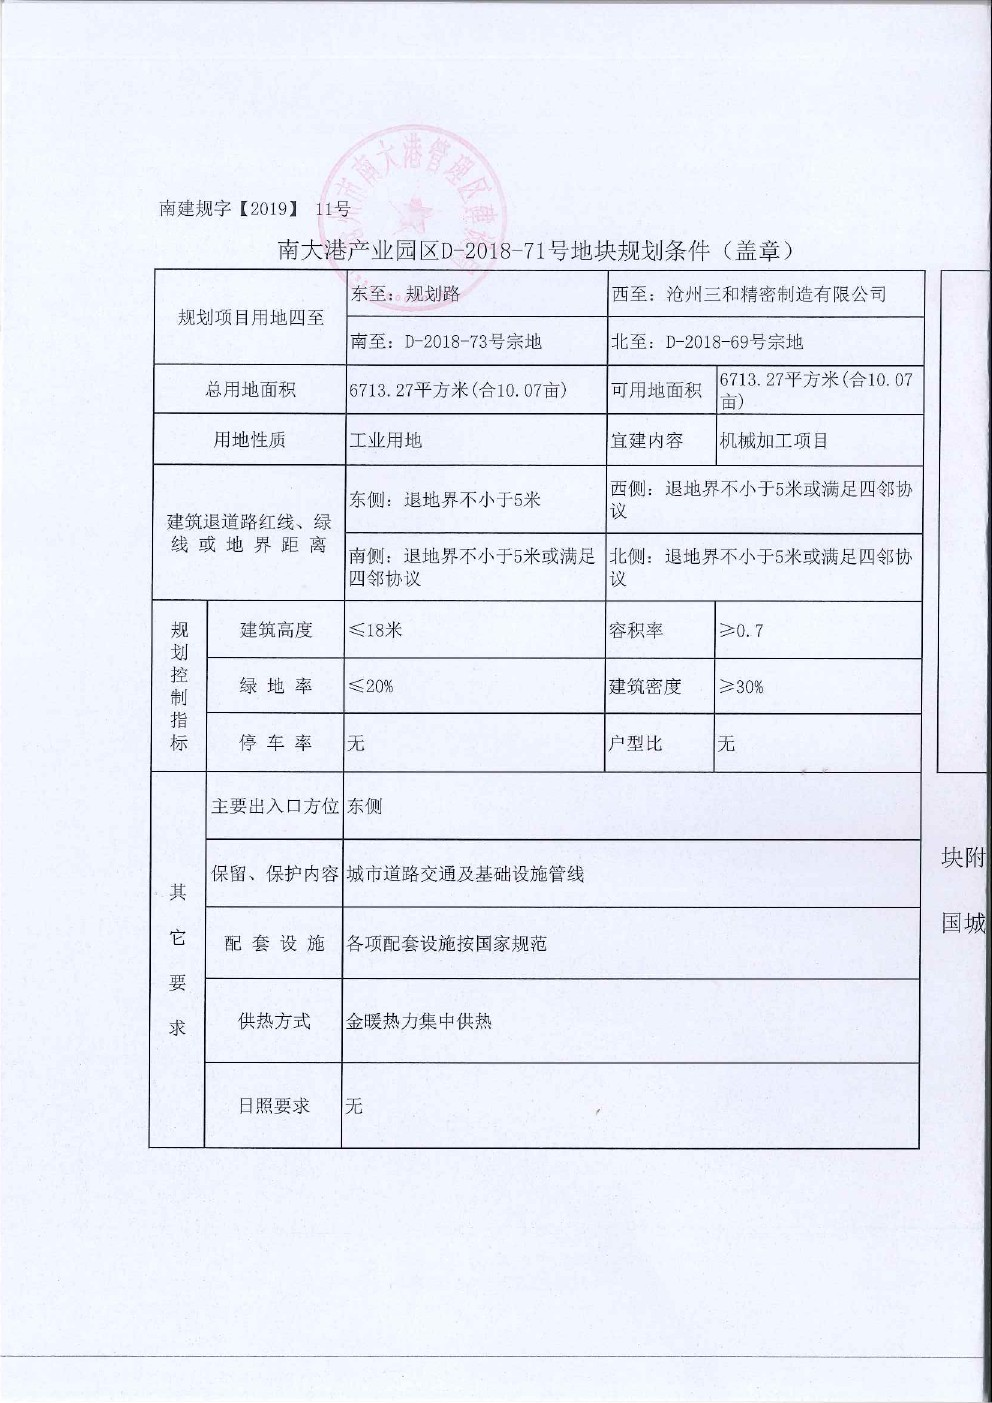 南建规字【2019】 11号
南大港产业园区D-2018-71号地块规划条件（盖章）
规划项目用地四至
东至：规划路
西至：沧州三和精密制造有限公司
南至：D-2018-73号宗地
北至：D-2018-69号宗地
总用地面积
6713.27平方米(合10.07亩)
可用地面积
6713.27平方米(合10.07
亩)
用地性质
工业用地
宜建内容
机械加工项目
建筑退道路红线、绿
线或地界距离
东侧：退地界不小于5米
西侧：退地界不小于5米或满足四邻协
议
南侧：退地界不小于5米或满足
四邻协议
北侧：退地界不小于5米或满足四邻协
议
规
划
控
制
指
标
建筑高度
≤18米
容积率
≥0.7
绿地率
≤20%
建筑密度
≥30%
停车率
无
户型比
无
其
它
要
求
主要出入口方位
东侧
保留、保护内容
城市道路交通及基础设施管线
配套设施
各项配套设施按国家规范
供热方式
金暖热力集中供热
日照要求
无
块附
国城